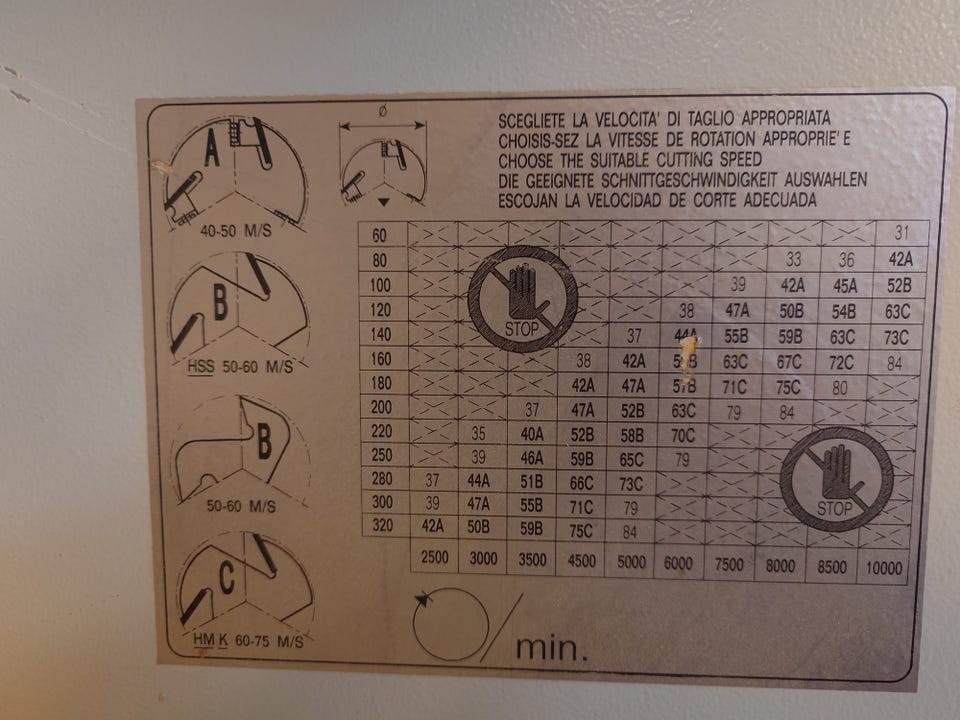 A
40-50 M/S
B
HSS 50-60 M/S
B
50-60 M/S
C
HM K 60-75 M/S
Ø
SCEGLIETE LA VELOCITA' DI TAGLIO APPROPRIATA
CHOISIS-SEZ LA VITESSE DE ROTATION APPROPRIE' E
CHOOSE THE SUITABLE CUTTING SPEED
DIE GEEIGNETE SCHNITTGESCHWINDIGKEIT AUSWAHLEN
ESCOJAN LA VELOCIDAD DE CORTE ADECUADA
60 31
80 33 36 42A
100 39 42A 45A 52B
120 38 47A 50B 54B 63C
STOP
140 37 44A 55B 59B 63C 73C
160 38 42A 63C 67C 72C 84
180 42A 47A 57B 71C 75C 80
200 37 47A 52B 63C 79 84
220 35 40A 52B 58B 70C
250 39 46A 59B 65C 79
280 37 44A 51B 66C 73C
300 39 47A 55B 71C 79
STOP
320 42A 50B 59B 75C 84
2500 3000 3500 4500 5000 6000 7500 8000 8500 10000
/ min.